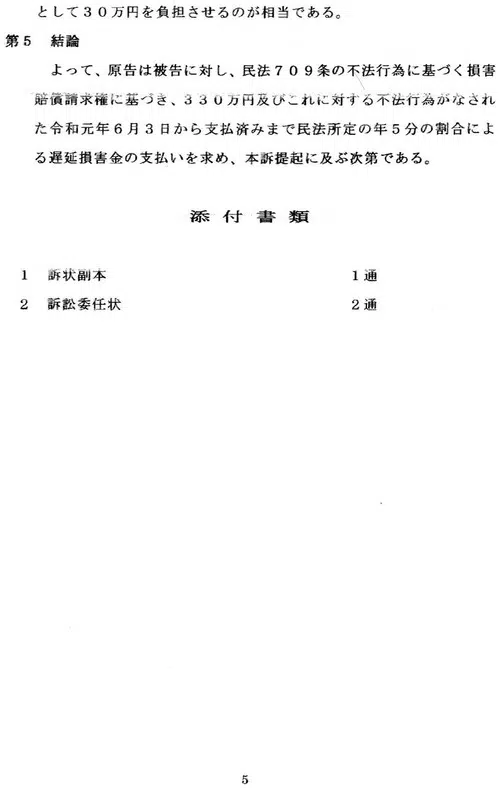 として３０万円を負担させるのが相当である。
第５　結論
よって、原告は被告に対し、民法７０９条の不法行為に基づく損害
賠償請求権に基づき、３３０万円及びこれに対する不法行為がなされ
た令和元年６月３日から支払済みまで民法所定の年５分の割合によ
る遅延損害金の支払いを求め、本訴提起に及ぶ次第である。
添付書類
１　訴状副本　１通
２　訴訟委任状　２通
5